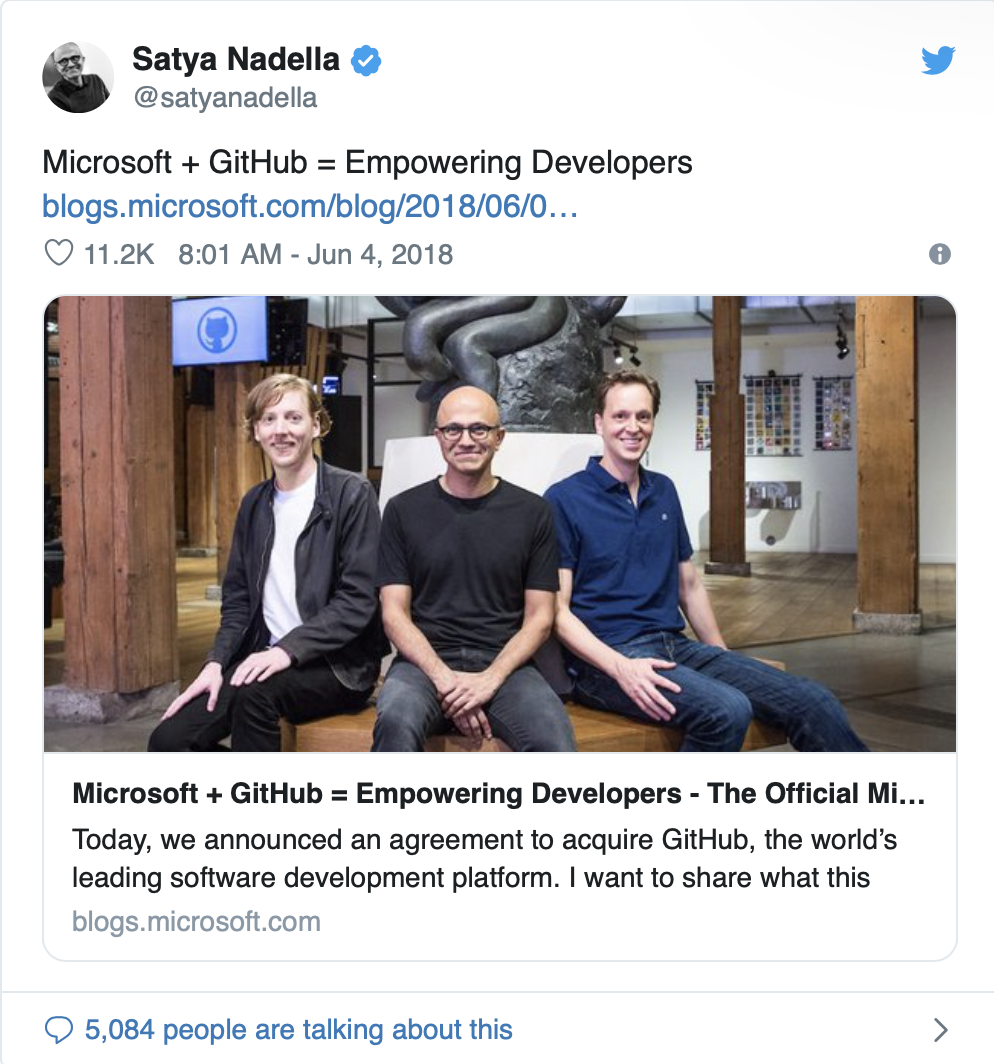 Satya Nadella
@satyanadella
Microsoft + GitHub = Empowering Developers
blogs.microsoft.com/blog/2018/06/0…
11.2K 8:01 AM - Jun 4, 2018
Microsoft + GitHub = Empowering Developers - The Official Mi…
Today, we announced an agreement to acquire GitHub, the world’s
leading software development platform. I want to share what this
blogs.microsoft.com
5,084 people are talking about this